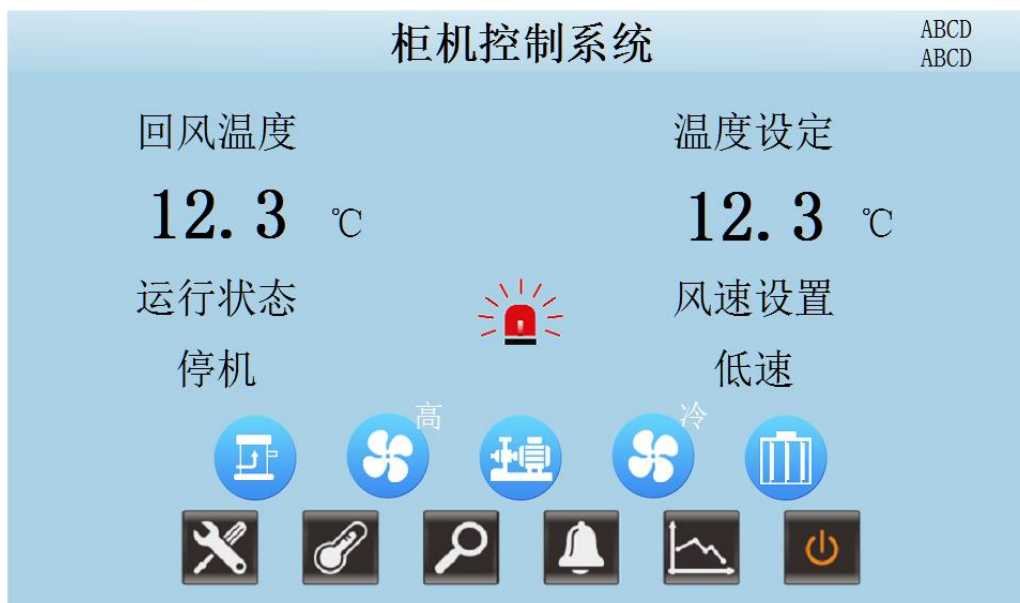 柜机控制系统
ABCD
ABCD
回风温度
温度设定
12.3 ℃
12.3 ℃
运行状态
风速设置
停机
低速
高
冷